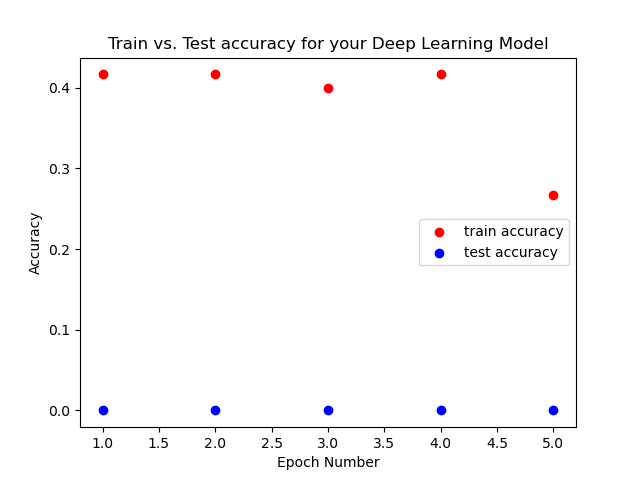 Train vs. Test accuracy for your Deep Learning Model
Accuracy
0.4
0.3
0.2
0.1
0.0
train accuracy
test accuracy
1.0 1.5 2.0 2.5 3.0 3.5 4.0 4.5 5.0
Epoch Number